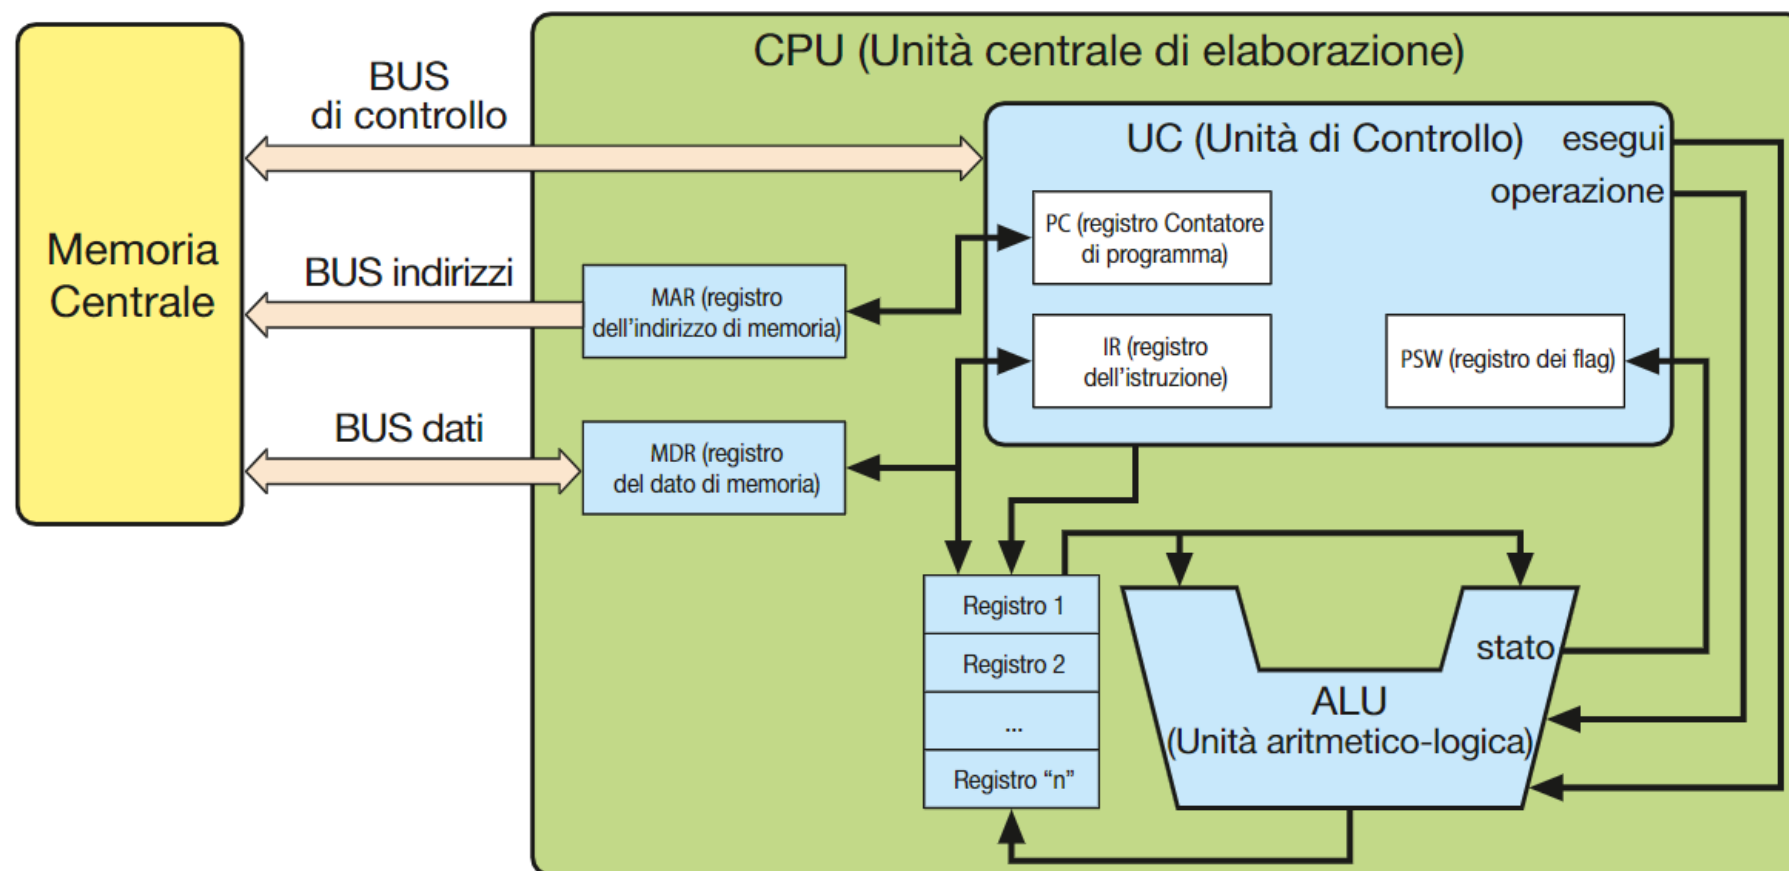 CPU (Unità centrale di elaborazione)
BUS
di controllo
UC (Unità di Controllo)
esegui
operazione
PC (registro Contatore
di programma)
Memoria
Centrale
BUS indirizzi
MAR (registro
dell'indirizzo di memoria)
IR (registro
dell'istruzione)
PSW (registro dei flag)
BUS dati
MDR (registro
del dato di memoria)
Registro 1
Registro 2
...
Registro “n”
stato
ALU
(Unità aritmetico-logica)